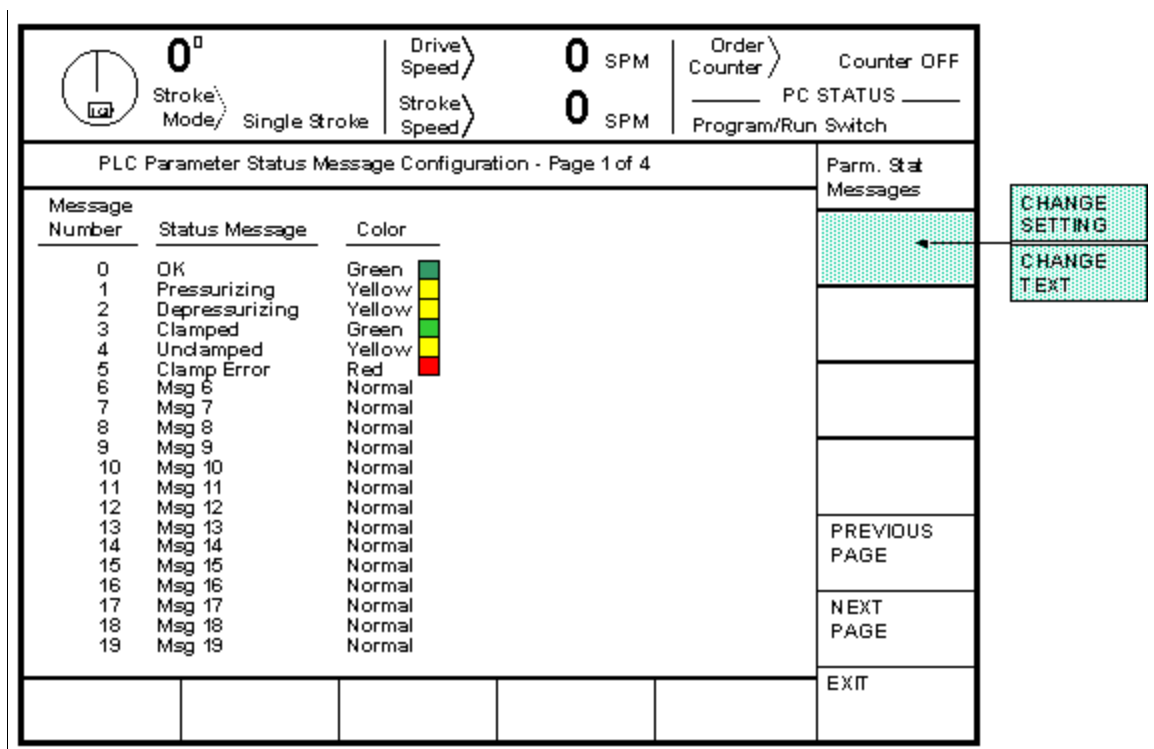 0°
Stroke Mode Single Stroke
Drive Speed 0 SPM
Stroke Speed 0 SPM
Order Counter Counter OFF
PC STATUS
Program/Run Switch
PLC Parameter Status Message Configuration - Page 1 of 4
Parm. Stat
Messages
Message
Number Status Message Color
0 OK Green
1 Pressurizing Yellow
2 Depressurizing Yellow
3 Clamped Green
4 Unclamped Yellow
5 Clamp Error Red
6 Msg 6 Normal
7 Msg 7 Normal
8 Msg 8 Normal
9 Msg 9 Normal
10 Msg 10 Normal
11 Msg 11 Normal
12 Msg 12 Normal
13 Msg 13 Normal
14 Msg 14 Normal
15 Msg 15 Normal
16 Msg 16 Normal
17 Msg 17 Normal
18 Msg 18 Normal
19 Msg 19 Normal
CHANGE
SETTING
CHANGE
TEXT
PREVIOUS
PAGE
NEXT
PAGE
EXIT